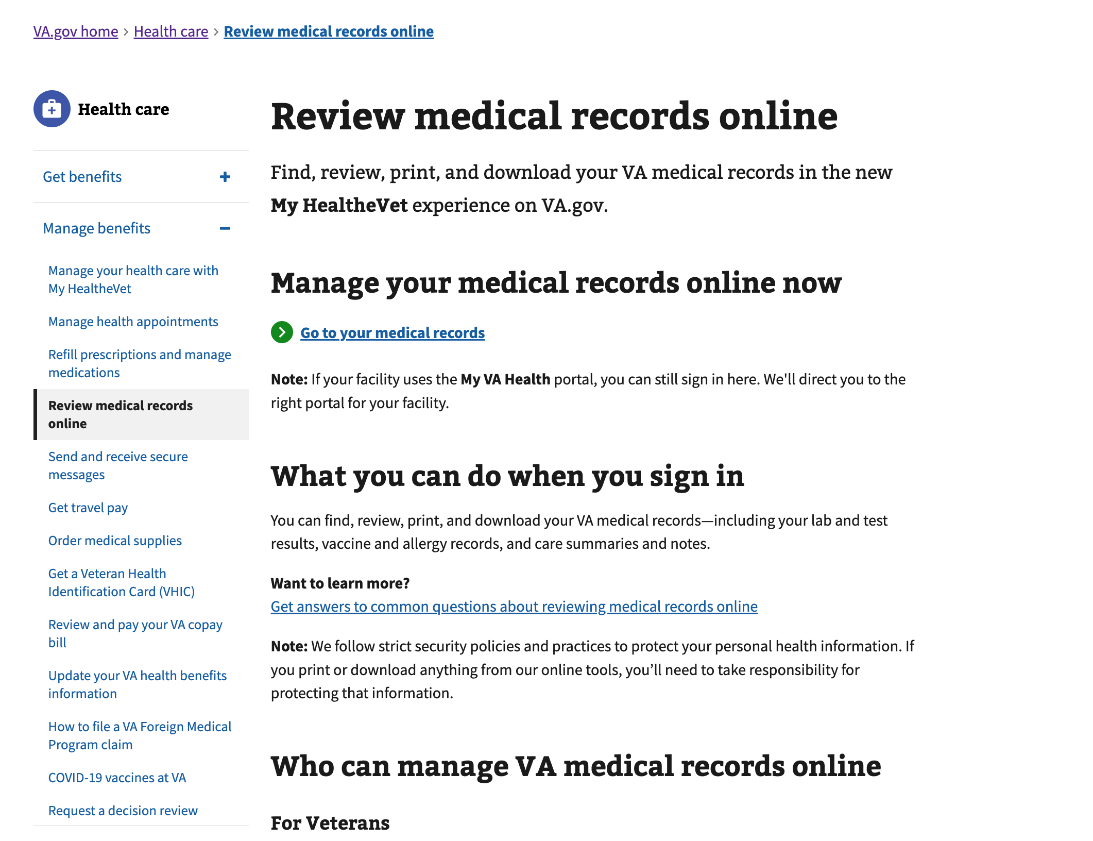 VA.gov home › Health care › Review medical records online
Health care
Get benefits
Manage benefits
Manage your health care with
My HealtheVet
Manage health appointments
Refill prescriptions and manage
medications
Review medical records
online
Send and receive secure
messages
Get travel pay
Order medical supplies
Get a Veteran Health
Identification Card (VHIC)
Review and pay your VA copay
bill
Update your VA health benefits
information
How to file a VA Foreign Medical
Program claim
COVID-19 vaccines at VA
Request a decision review
Review medical records online
Find, review, print, and download your VA medical records in the new
My HealtheVet experience on VA.gov.
Manage your medical records online now
Go to your medical records
Note: If your facility uses the My VA Health portal, you can still sign in here. We'll direct you to the
right portal for your facility.
What you can do when you sign in
You can find, review, print, and download your VA medical records—including your lab and test
results, vaccine and allergy records, and care summaries and notes.
Want to learn more?
Get answers to common questions about reviewing medical records online
Note: We follow strict security policies and practices to protect your personal health information. If
you print or download anything from our online tools, you’ll need to take responsibility for
protecting that information.
Who can manage VA medical records online
For Veterans